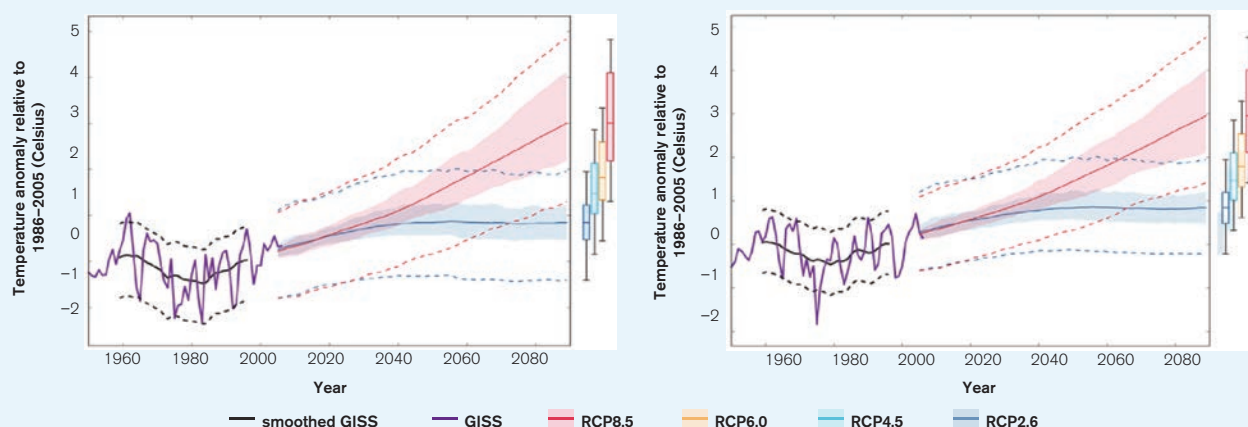 Temperature anomaly relative to
1986–2005 (Celsius)
5
4
3
2
1
0
−1
−2
1960 1980 2000 2020 2040 2060 2080
Year
Temperature anomaly relative to
1986–2005 (Celsius)
5
4
3
2
1
0
−1
−2
1960 1980 2000 2020 2040 2060 2080
Year
smoothed GISS GISS RCP8.5 RCP6.0 RCP4.5 RCP2.6